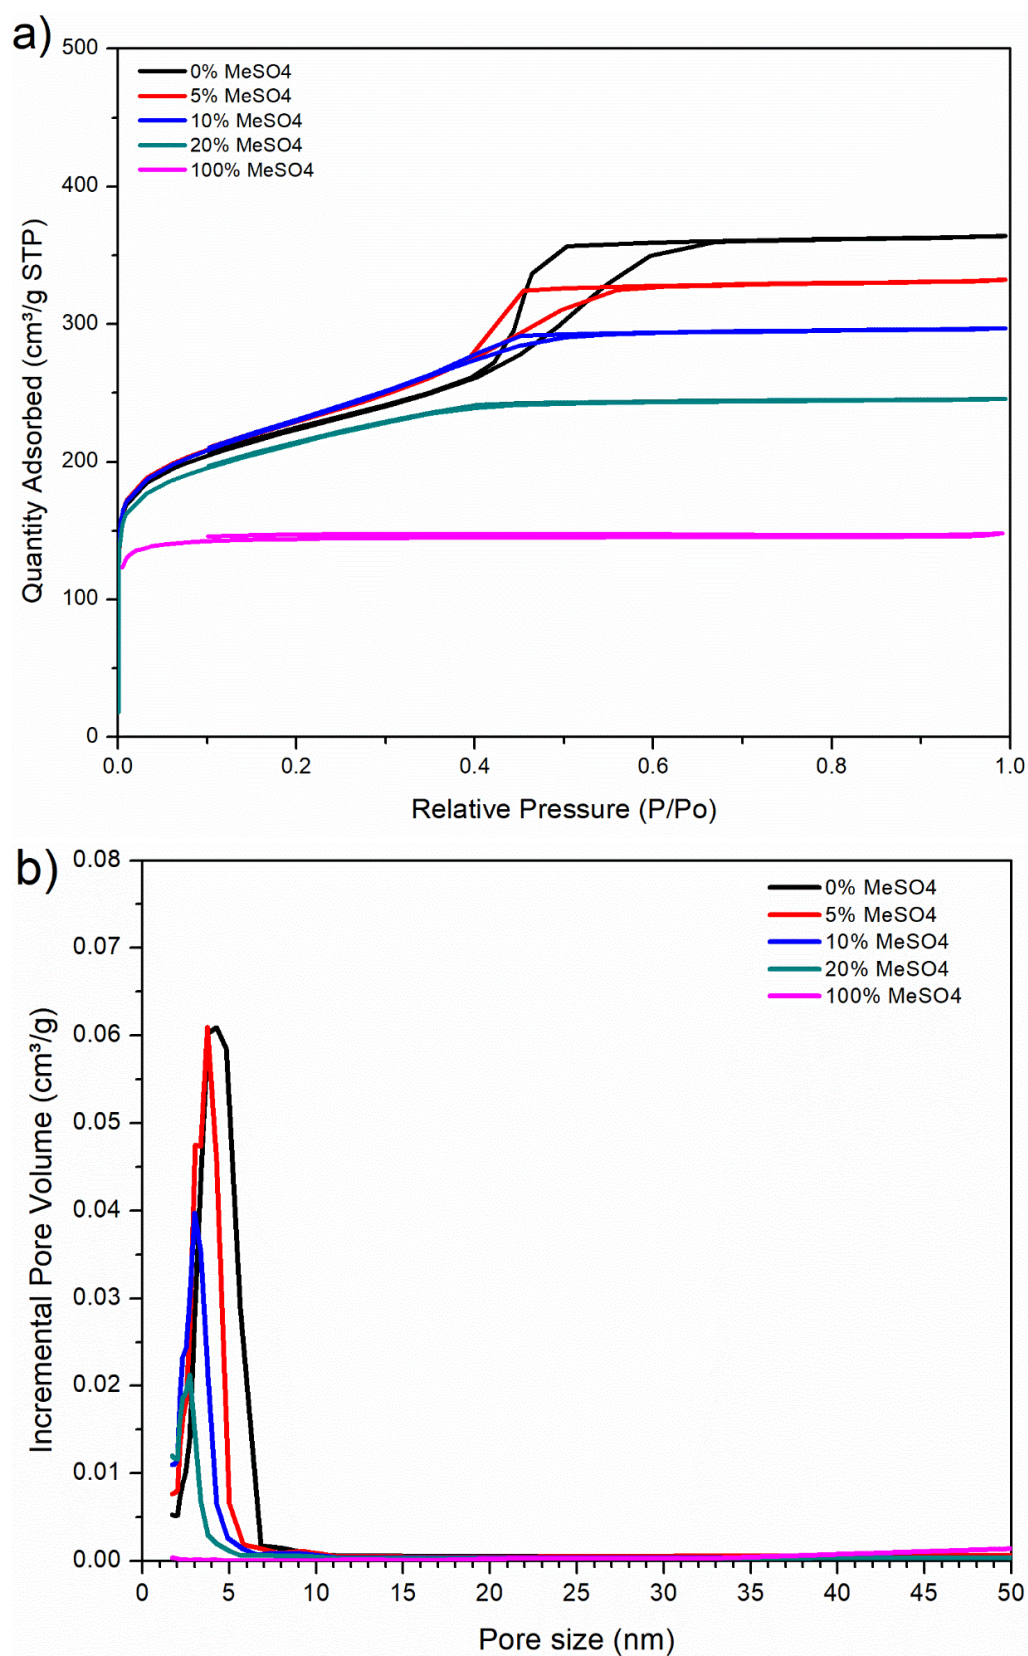 a)
500
400
300
200
100
0
Quantity Adsorbed (cm³/g STP)
0% MeSO4
5% MeSO4
10% MeSO4
20% MeSO4
100% MeSO4
0.0 0.2 0.4 0.6 0.8 1.0
Relative Pressure (P/Po)
b)
0.08
0.07
0.06
0.05
0.04
0.03
0.02
0.01
0.00
Incremental Pore Volume (cm³/g)
0% MeSO4
5% MeSO4
10% MeSO4
20% MeSO4
100% MeSO4
0 5 10 15 20 25 30 35 40 45 50
Pore size (nm)